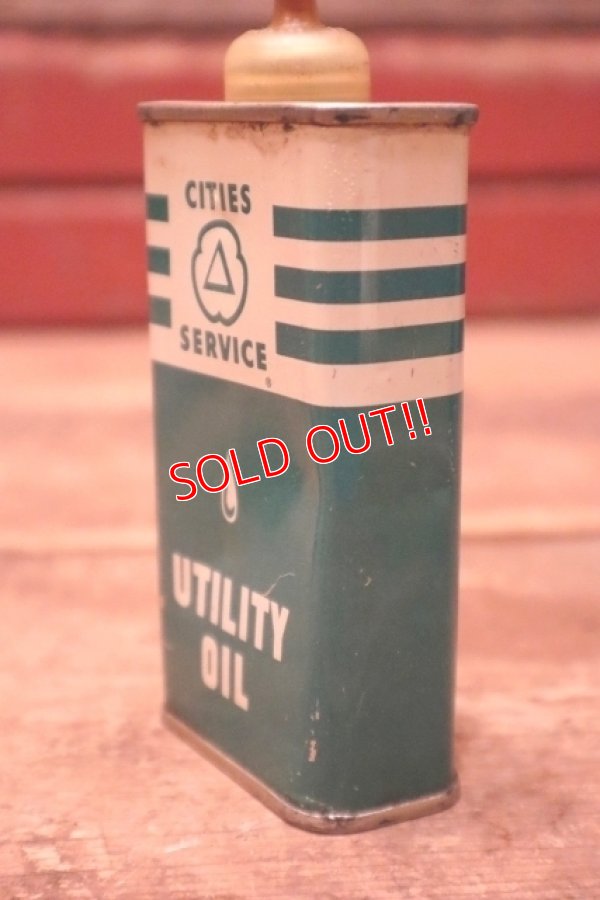 CITIES
SERVICE
®
SOLD OUT!!
UTILITY
OIL